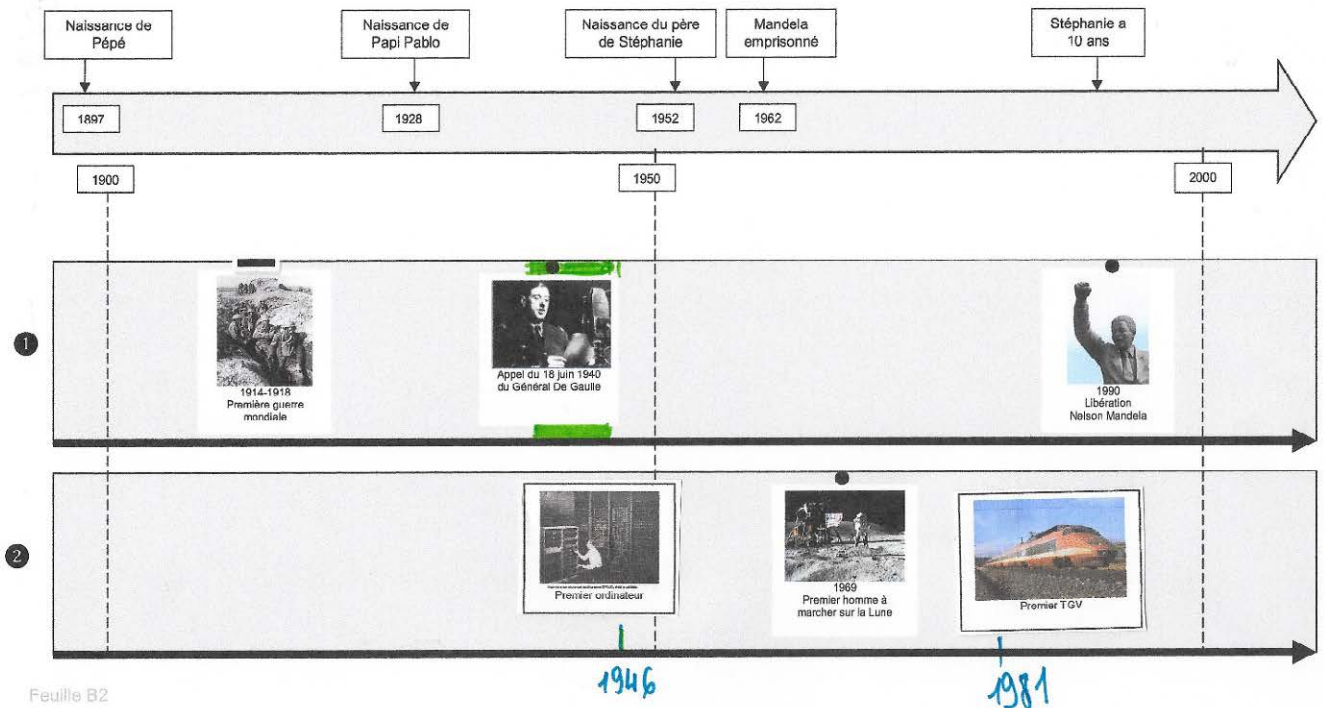 Naissance de
Pépé
Naissance de
Papi Pablo
Naissance du père
de Stéphanie
Mandela
emprisonné
Stéphanie a
10 ans
1897
1928
1952
1962
1900
1950
2000
1
1914-1918
Première guerre
mondiale
Appel du 18 juin 1940
du Général De Gaulle
1990
Libération
Nelson Mandela
2
Premier ordinateur
1969
Premier homme à
marcher sur la Lune
Premier TGV
1946
1981
Feuille B2